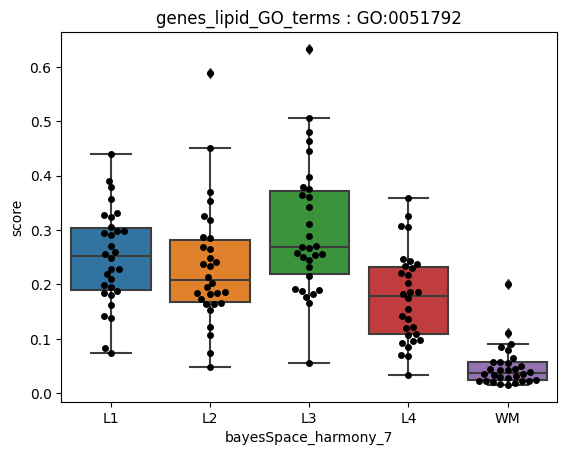 genes_lipid_GO_terms : GO:0051792
0.6
0.5
0.4
0.3
0.2
0.1
0.0
score
L1 L2 L3 L4 WM
bayesSpace_harmony_7